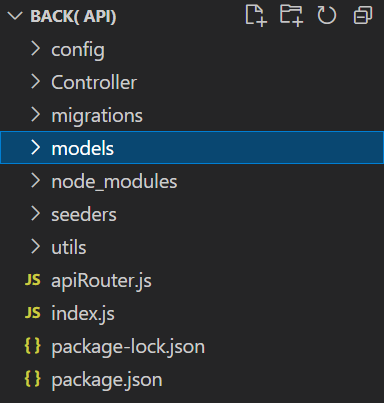 BACK( API)
config
Controller
migrations
models
node_modules
seeders
utils
JS apiRouter.js
JS index.js
{} package-lock.json
{} package.json